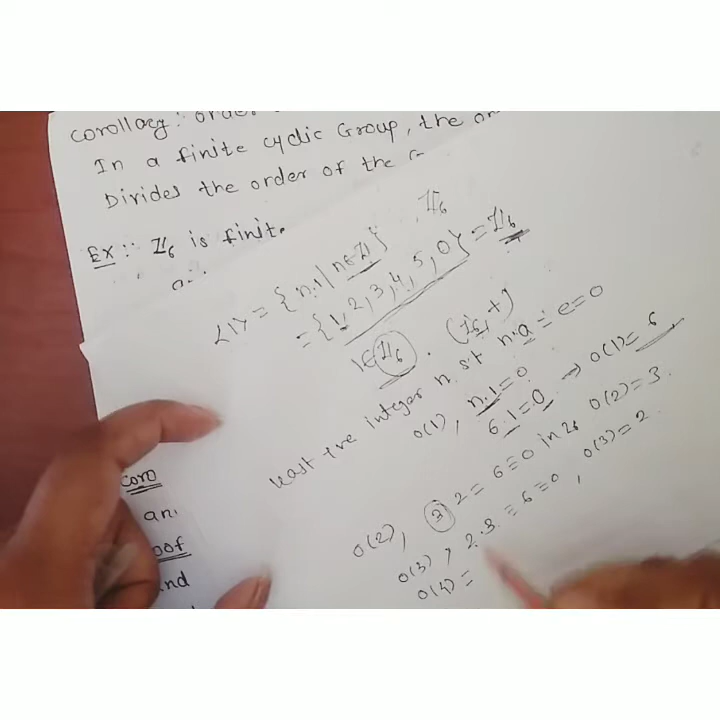 Corollary: order
In a finite cyclic Group, the or
Divides the order of the G
Ex:: ℤ₆ is finite
<1> = {n.1 | n∈ℤ} , ℤ₆
= {1,2,3,4,5,0} = ℤ₆
1∈ℤ₆ . (ℤ₆,+)
least +ve integer n s.t n.a = e = 0
o(1), n.1=0
6.1=0 ⇒ o(1)=6
o(2), 3 2 = 6 = 0 in ℤ₆ o(2)=3.
o(3), 2.3 = 6 = 0, o(3)=2.
o(4) =
Coro
an
oof
nd